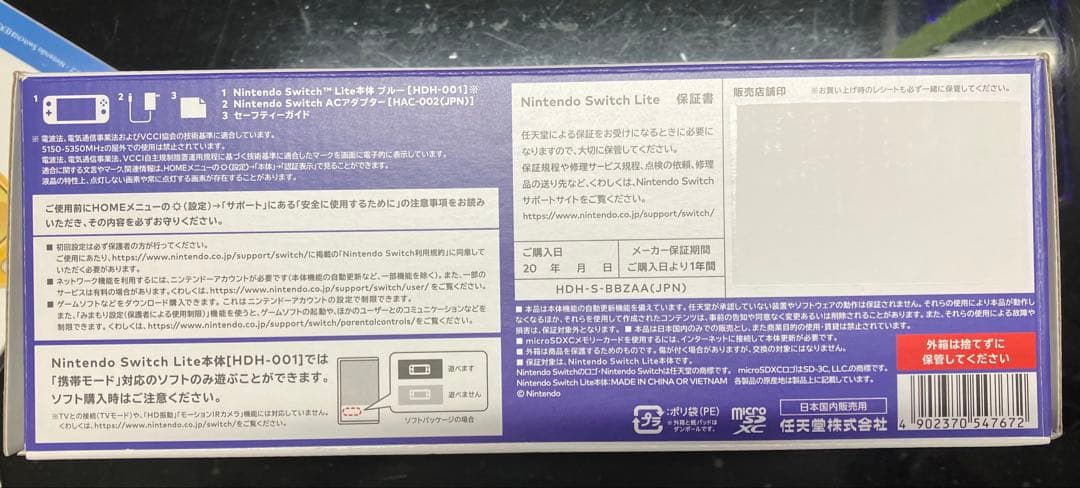 1 Nintendo Switch™ Lite本体 ブルー[HDH-001]※
2 Nintendo Switch ACアダプター[HAC-002(JPN)]
3 セーフティーガイド
1
2
3
※電波法、電気通信事業法およびVCCI協会の技術基準に適合しています。
5150-5350MHzの屋外での使用は禁止されています。
電波法、電気通信事業法、VCCI自主規制措置運用規程に基づく技術基準に適合したマークを画面に電子的に表示しています。
適合に関する文言やマーク、関連情報は、HOMEメニューの(設定)→「本体」→「認証表示」で見ることができます。
液晶の特性上、点灯しない画素や常に点灯する画素が存在することがあります。
ご使用前にHOMEメニューの(設定)→「サポート」にある「安全に使用するために」の注意事項をお読み
いただき、その内容を必ずお守りください。
■ 初回設定は必ず保護者の方が行ってください。
ご使用にあたり、https://www.nintendo.co.jp/support/switch/に掲載の「Nintendo Switch利用規約」に同意して
いただく必要があります。
■ ネットワーク機能を利用するには、ニンテンドーアカウントが必要です(本体機能の自動更新など、一部機能を除く)。また、一部の
サービスは有料の場合があります。くわしくは、https://www.nintendo.co.jp/support/switch/user/をご覧ください。
■ ゲームソフトなどをダウンロード購入できます。これはニンテンドーアカウントの設定で制限できます。
また、「みまもり設定(保護者による使用制限)」機能を使うと、ゲームソフトの起動や、ほかのユーザーとのコミュニケーションなどを
制限できます。くわしくは、https://www.nintendo.co.jp/support/switch/parentalcontrols/をご覧ください。
Nintendo Switch Lite本体[HDH-001]では
「携帯モード」対応のソフトのみ遊ぶことができます。
ソフト購入時はご注意ください。
※TVとの接続(TVモード)や、「HD振動」「モーションIRカメラ」機能には対応していません。
くわしくは、https://www.nintendo.co.jp/switch/をご覧ください。
遊べます
遊べません
ソフトパッケージの場合
Nintendo Switch Lite 保証書
任天堂による保証をお受けになるときに必要に
なりますので、大切に保管してください。
保証規程や修理サービス規程、点検の依頼、修理
品の送り先など、くわしくは、Nintendo Switch
サポートサイトをご覧ください。
https://www.nintendo.co.jp/support/switch/
ご購入日
20 年 月 日
メーカー保証期間
ご購入日より1年間
HDH-S-BBZAA(JPN)
販売店舗印
※お買い上げ時のレシートも必ず一緒に保管してください。
■ 本品は本体機能の自動更新機能を備えています。任天堂が承認していない装置やソフトウェアの動作は保証されません。それらの使用により本品が動作し
なくなるほか、それらを使用して作成されたコンテンツは、事前の告知や同意なく変更あるいは削除されることがあります。また、それらの使用による故障や
損害は、保証対象外となります。 ■ 本品は日本国内のみでの販売とし、また商業目的の使用・賃貸は禁止されています。
■ microSDXCメモリーカードを使用するには、インターネットに接続して本体更新が必要です。
■ 外箱は商品を保護するためのものです。傷が付く場合がありますが、交換の対象にはなりません。
■ 保証対象は、Nintendo Switch Lite本体です。
Nintendo Switchのロゴ・Nintendo Switchは任天堂の商標です。 microSDXCロゴはSD-3C, LLC.の商標です。
Nintendo Switch Lite本体:MADE IN CHINA OR VIETNAM 各製品の原産地は製品上に記載しています。
© Nintendo
外箱は捨てずに
保管してください
プラ
:ポリ袋(PE)
※外箱と紙パッドは
ダンボールです。
micro
SD
XC
日本国内販売用
任天堂株式会社
4 902370 547672